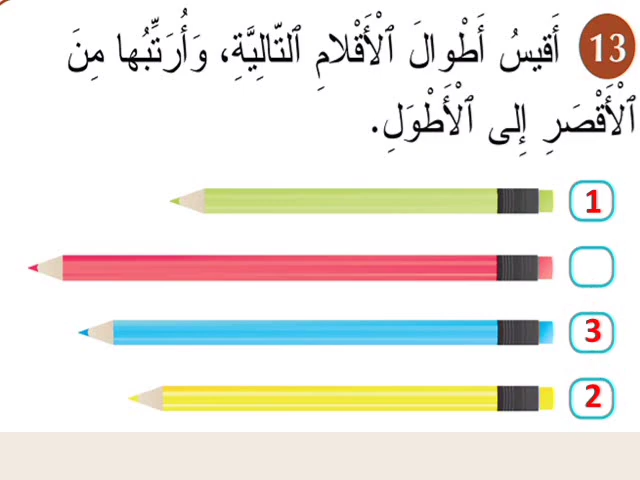 13 أَقيسُ أَطْوالَ ٱلْأَقْلامِ ٱلتّالِيَّةِ، وَأُرَتِّبُها مِنَ
ٱلْأَقْصَرِ إِلى ٱلْأَطْوَلِ.
1
3
2